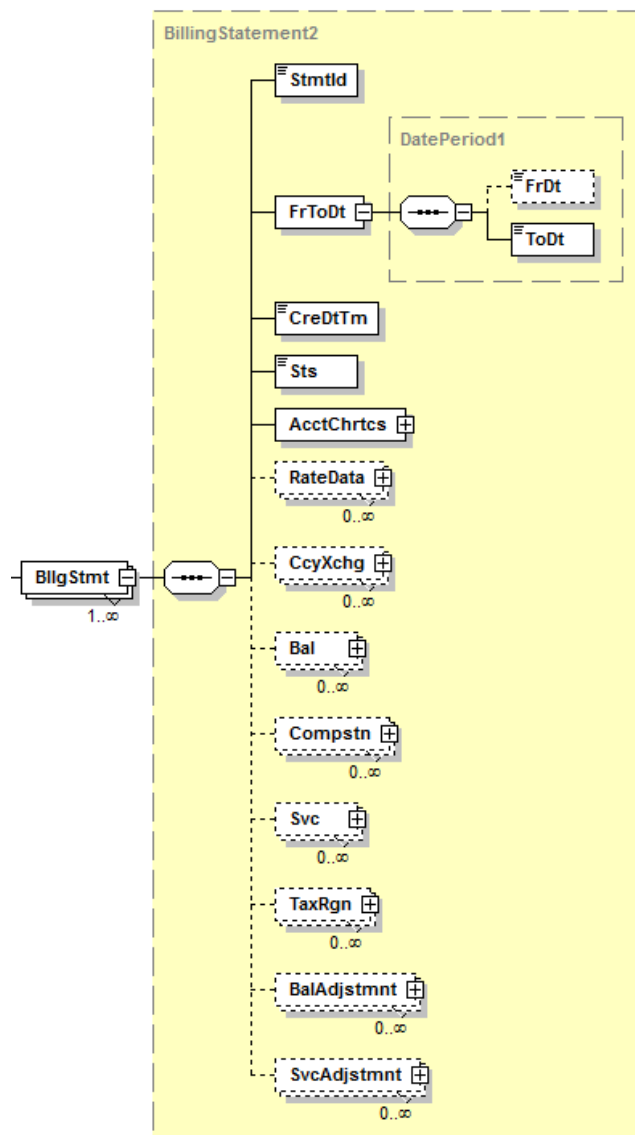 BillingStatement2
StmtId
DatePeriod1
FrDt
FrToDt
ToDt
CreDtTm
Sts
AcctChrtcs
RateData
0..∞
CcyXchg
BllgStmt
0..∞
1..∞
Bal
0..∞
Compstn
0..∞
Svc
0..∞
TaxRgn
0..∞
BalAdjstmnt
0..∞
SvcAdjstmnt
0..∞